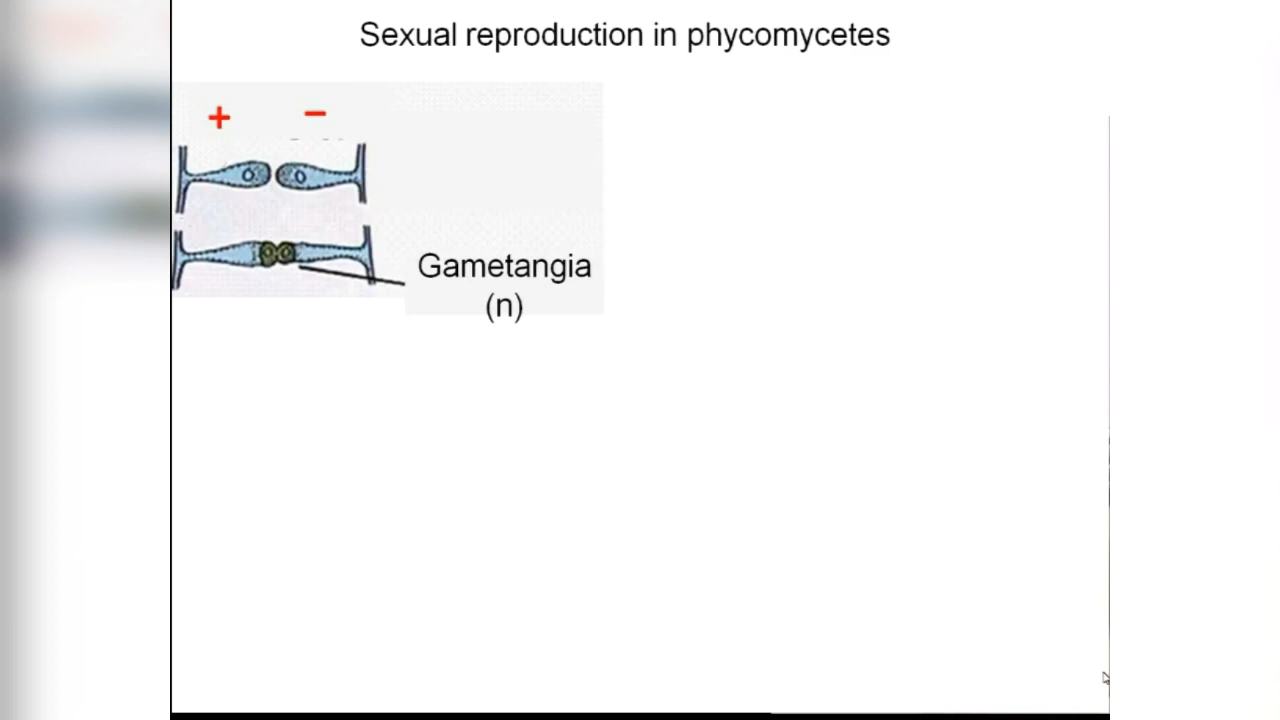 Sexual reproduction in phycomycetes
+ −
Gametangia
(n)